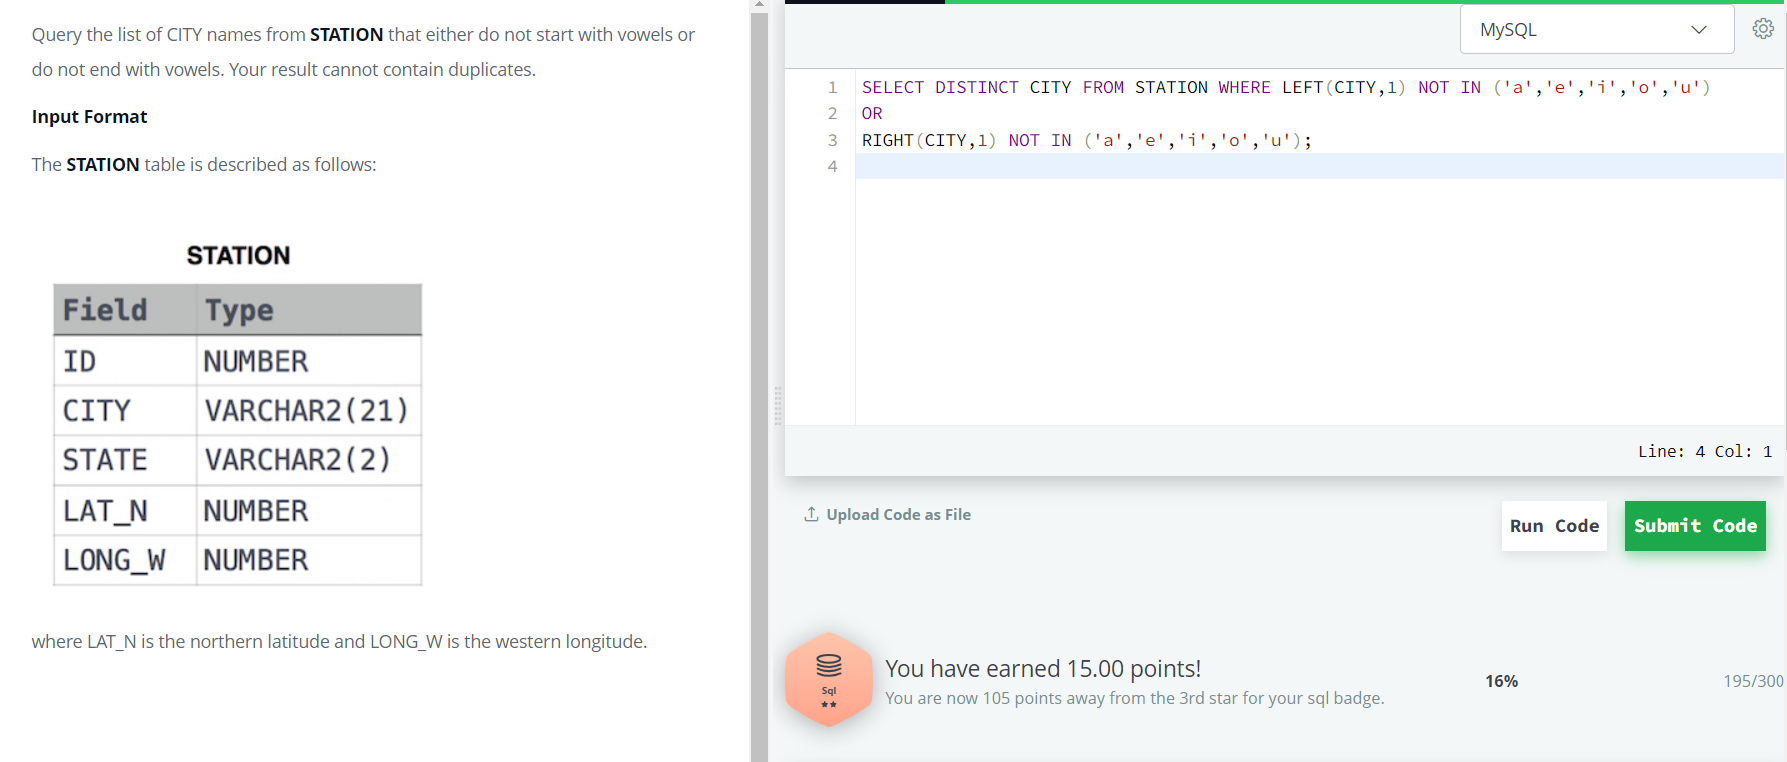 Query the list of CITY names from STATION that either do not start with vowels or
do not end with vowels. Your result cannot contain duplicates.
Input Format
The STATION table is described as follows:
STATION
Field Type
ID NUMBER
CITY VARCHAR2(21)
STATE VARCHAR2(2)
LAT_N NUMBER
LONG_W NUMBER
where LAT_N is the northern latitude and LONG_W is the western longitude.
MySQL
1 SELECT DISTINCT CITY FROM STATION WHERE LEFT(CITY,1) NOT IN ('a','e','i','o','u')
2 OR
3 RIGHT(CITY,1) NOT IN ('a','e','i','o','u');
4
Line: 4 Col: 1
Upload Code as File
Run Code
Submit Code
Sql
You have earned 15.00 points!
You are now 105 points away from the 3rd star for your sql badge.
16%
195/300